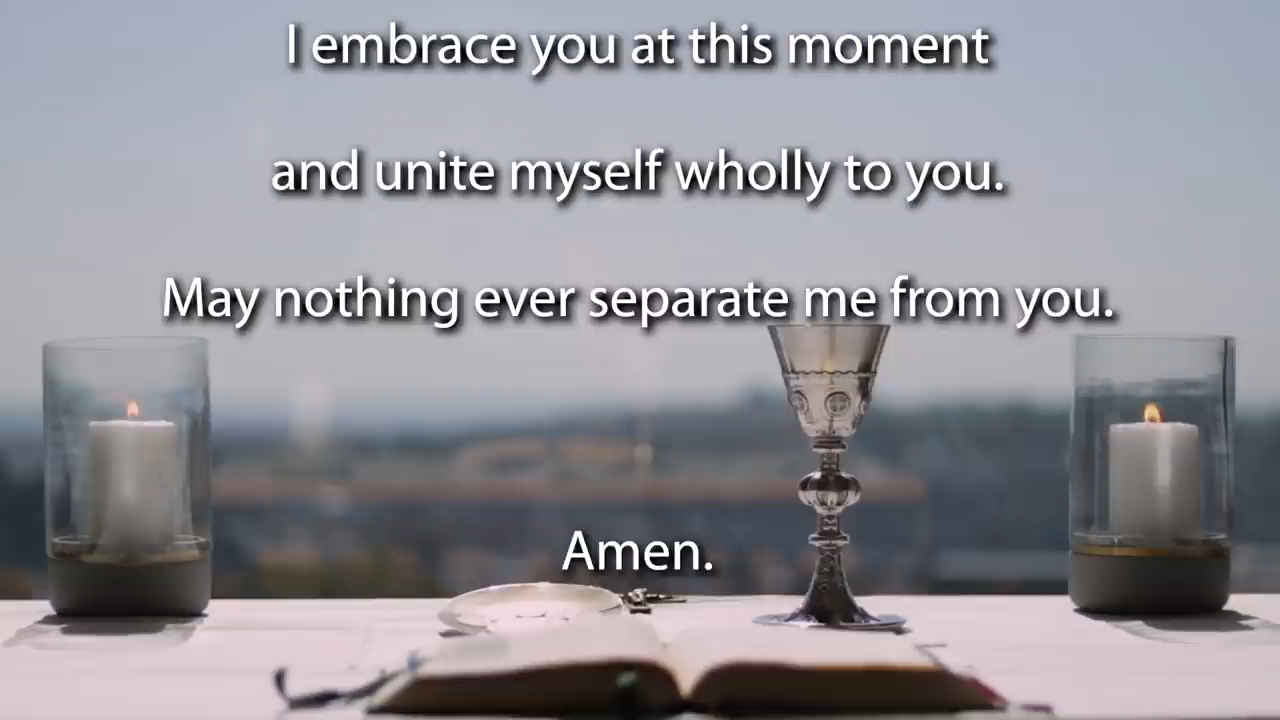 I embrace you at this moment
and unite myself wholly to you.
May nothing ever separate me from you.
Amen.